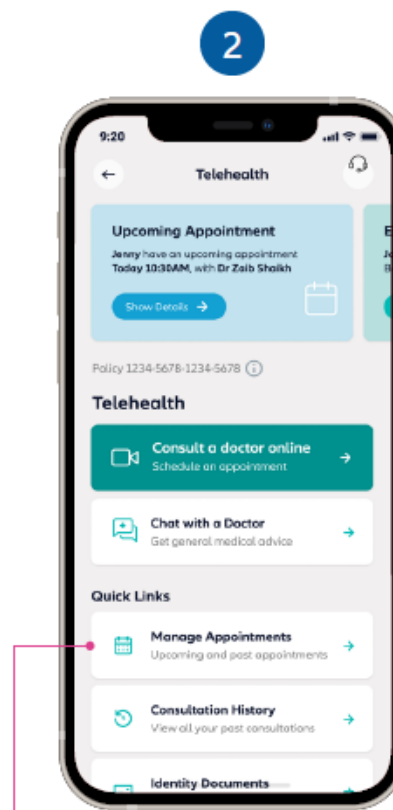 2
9:20
Telehealth
Upcoming Appointment
Jenny have an upcoming appointment
Today 10:30AM, with Dr Zaib Shaikh
Show Details
Policy 1234-5678-1234-5678
Telehealth
Consult a doctor online
Schedule an appointment
Chat with a Doctor
Get general medical advice
Quick Links
Manage Appointments
Upcoming and past appointments
Consultation History
View all your past consultations
Identity Documents